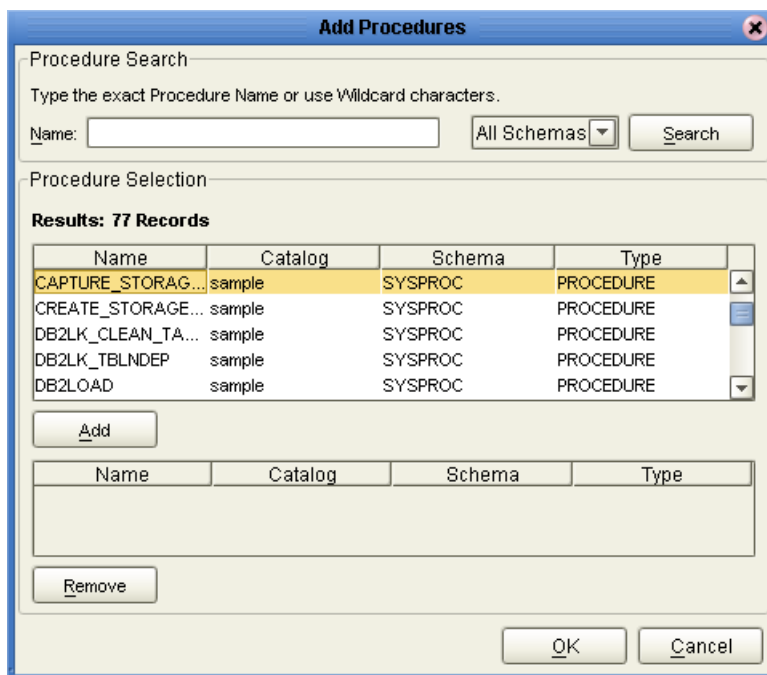 Add Procedures
Procedure Search
Type the exact Procedure Name or use Wildcard characters.
Name: All Schemas Search
Procedure Selection
Results: 77 Records
Name Catalog Schema Type
CAPTURE_STORAG... sample SYSPROC PROCEDURE
CREATE_STORAGE... sample SYSPROC PROCEDURE
DB2LK_CLEAN_TA... sample SYSPROC PROCEDURE
DB2LK_TBLNDEP sample SYSPROC PROCEDURE
DB2LOAD sample SYSPROC PROCEDURE
Add
Name Catalog Schema Type
Remove
OK Cancel